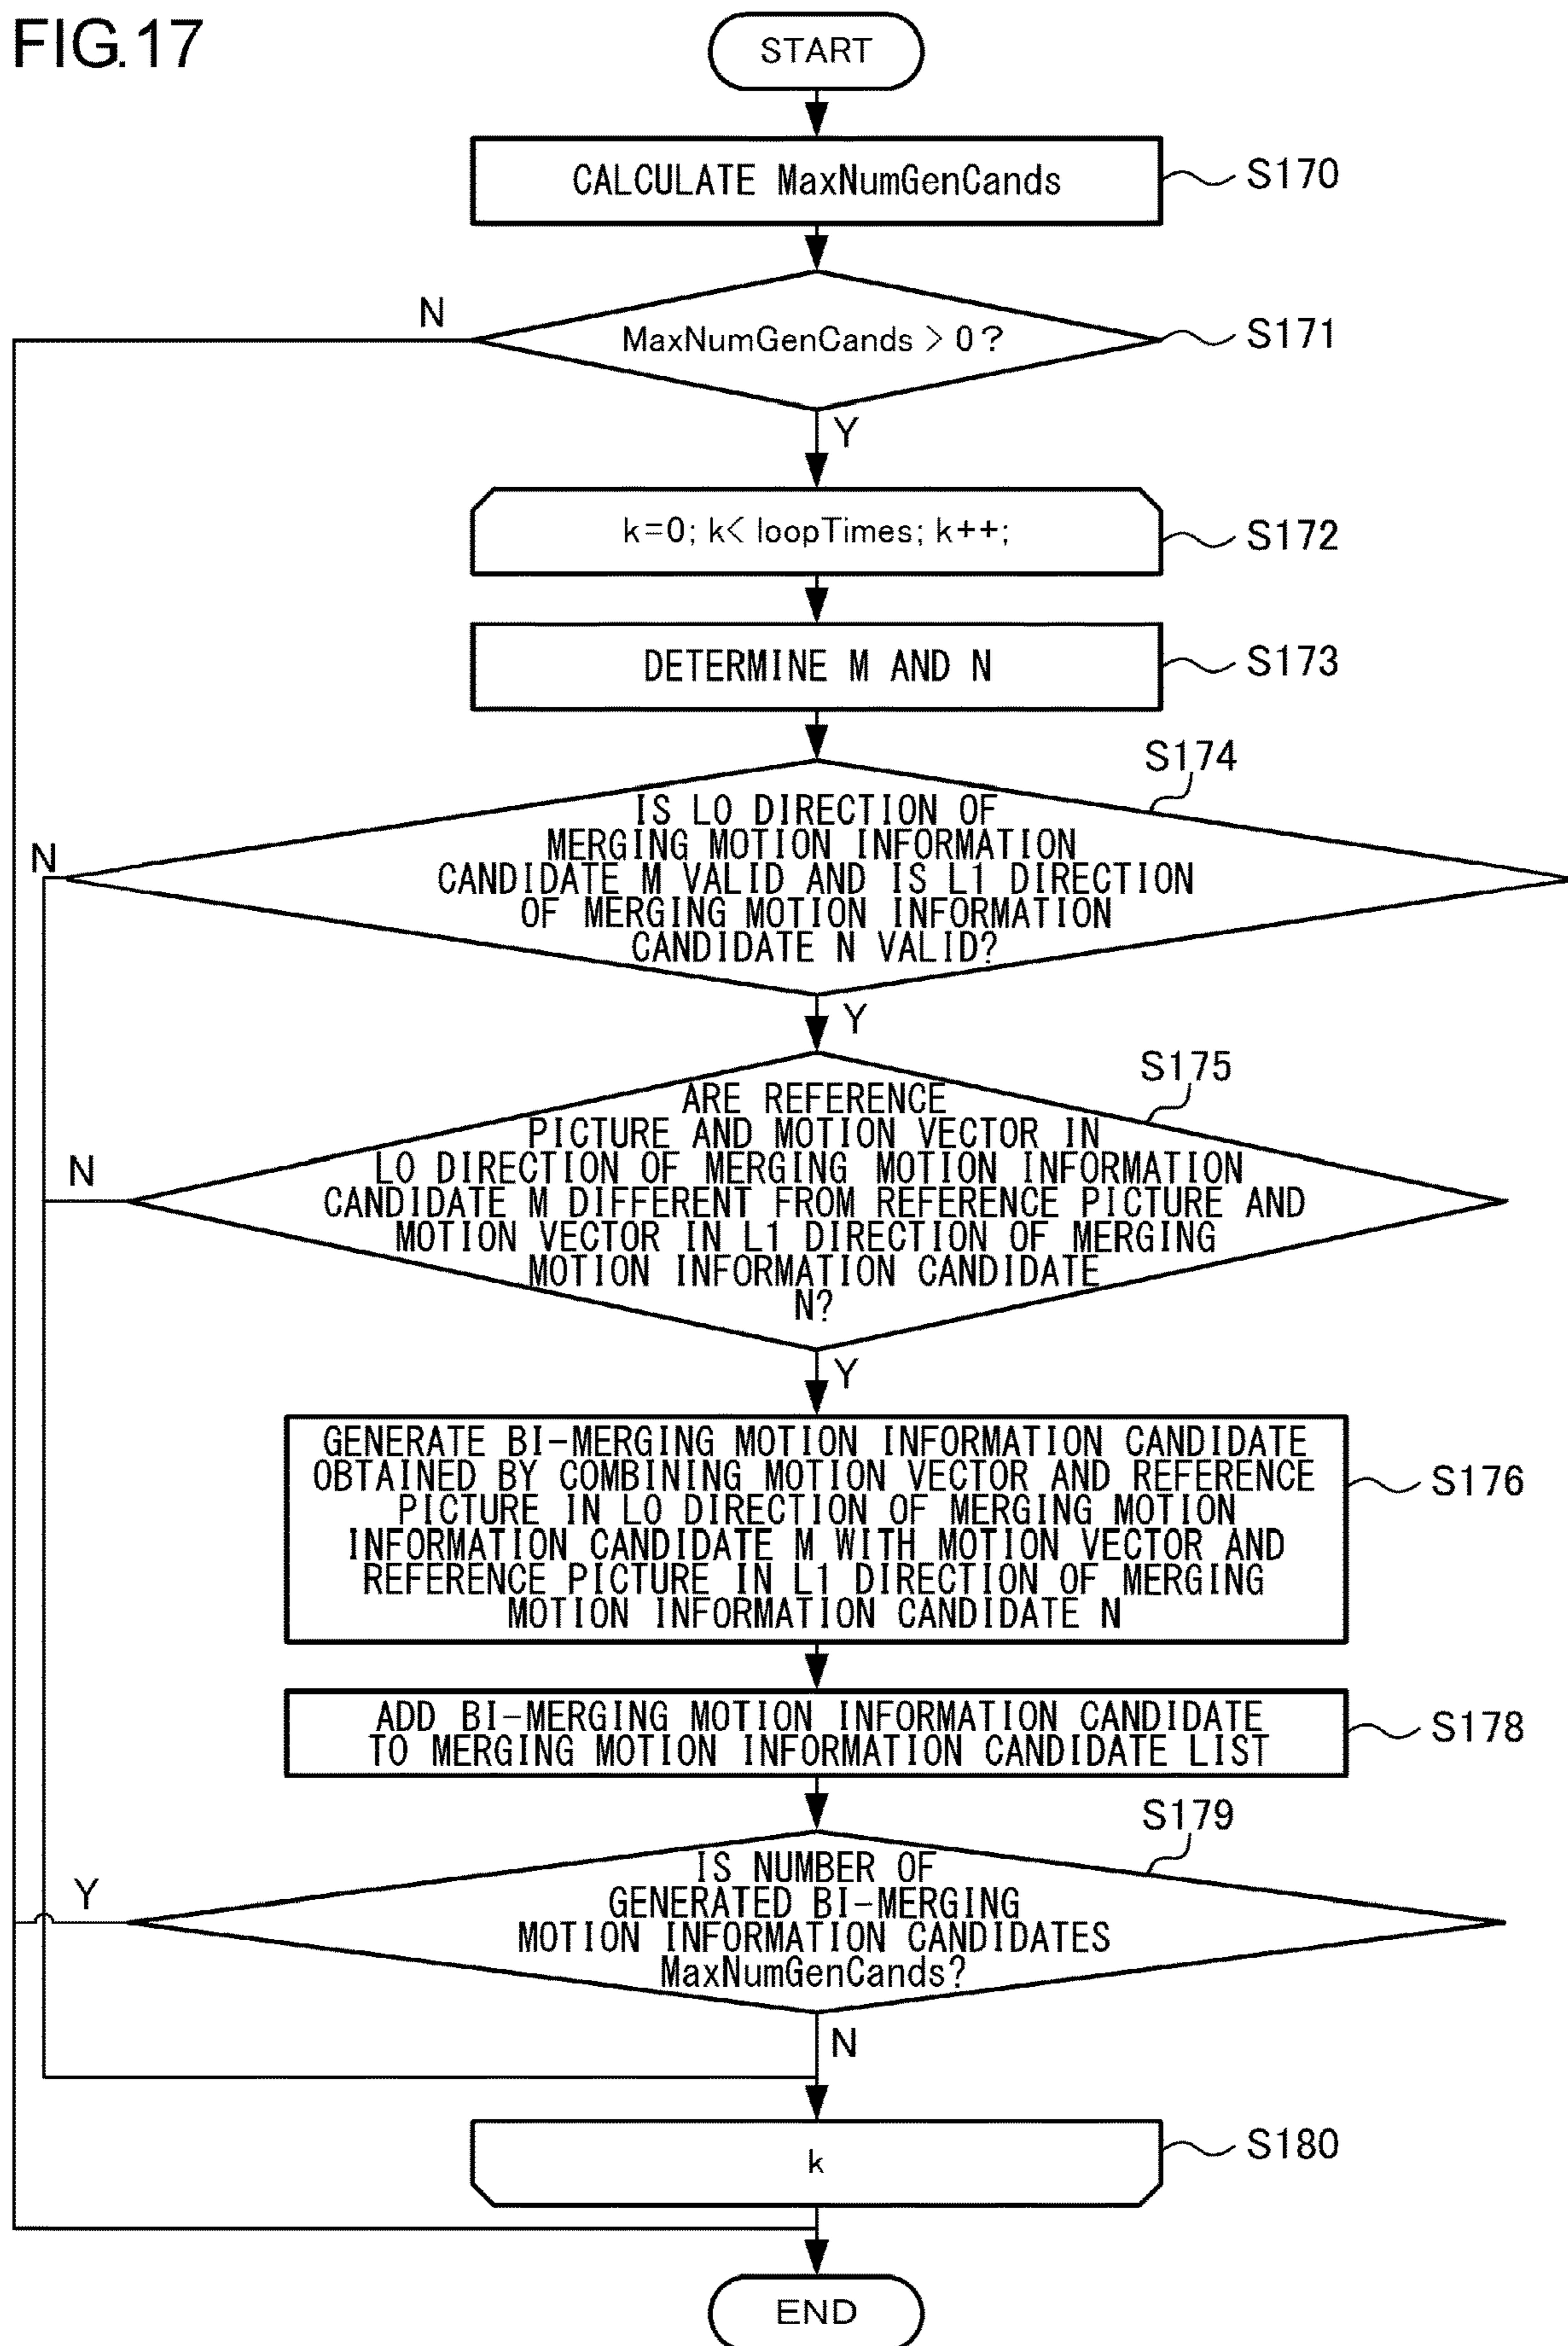 FIG.17
START
CALCULATE MaxNumGenCands
S170
N
MaxNumGenCands > 0?
S171
Y
k=0; k< loopTimes; k++;
S172
DETERMINE M AND N
S173
S174
N
IS L0 DIRECTION OF
MERGING MOTION INFORMATION
CANDIDATE M VALID AND IS L1 DIRECTION
OF MERGING MOTION INFORMATION
CANDIDATE N VALID?
Y
S175
N
ARE REFERENCE
PICTURE AND MOTION VECTOR IN
L0 DIRECTION OF MERGING MOTION INFORMATION
CANDIDATE M DIFFERENT FROM REFERENCE PICTURE AND
MOTION VECTOR IN L1 DIRECTION OF MERGING
MOTION INFORMATION CANDIDATE
N?
Y
GENERATE BI-MERGING MOTION INFORMATION CANDIDATE
OBTAINED BY COMBINING MOTION VECTOR AND REFERENCE
PICTURE IN L0 DIRECTION OF MERGING MOTION
INFORMATION CANDIDATE M WITH MOTION VECTOR AND
REFERENCE PICTURE IN L1 DIRECTION OF MERGING
MOTION INFORMATION CANDIDATE N
S176
ADD BI-MERGING MOTION INFORMATION CANDIDATE
TO MERGING MOTION INFORMATION CANDIDATE LIST
S178
S179
Y
IS NUMBER OF
GENERATED BI-MERGING
MOTION INFORMATION CANDIDATES
MaxNumGenCands?
N
k
S180
END